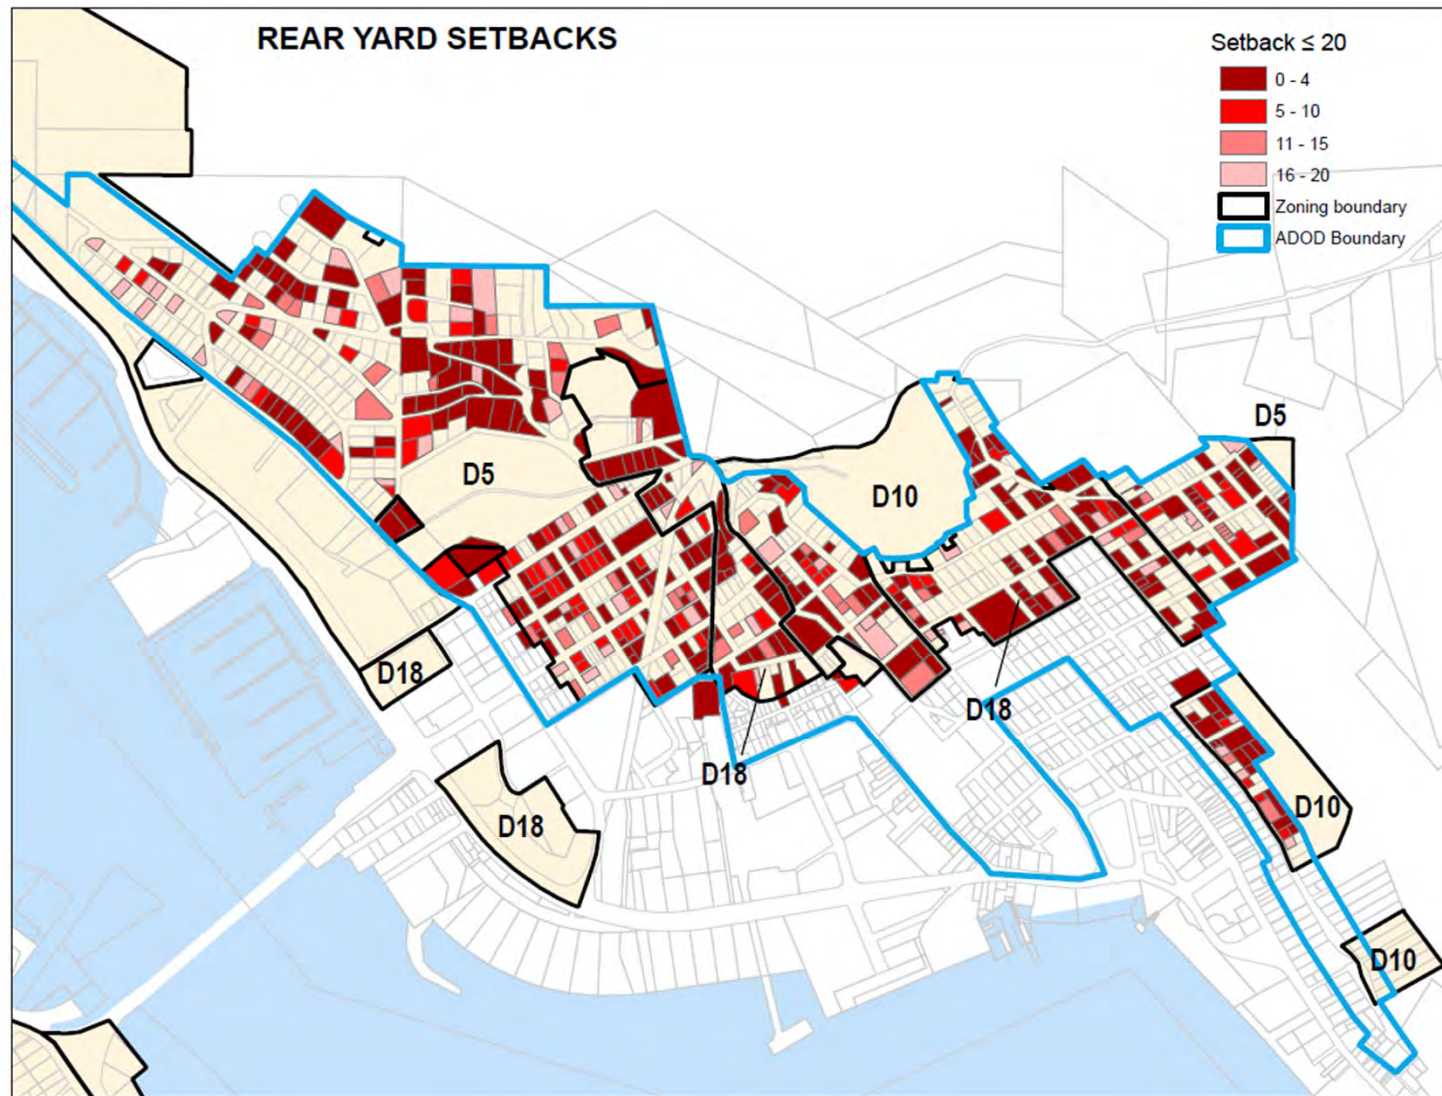 REAR YARD SETBACKS
Setback ≤ 20
0 - 4
5 - 10
11 - 15
16 - 20
Zoning boundary
ADOD Boundary
D5
D5
D10
D18
D18
D18
D18
D10
D10